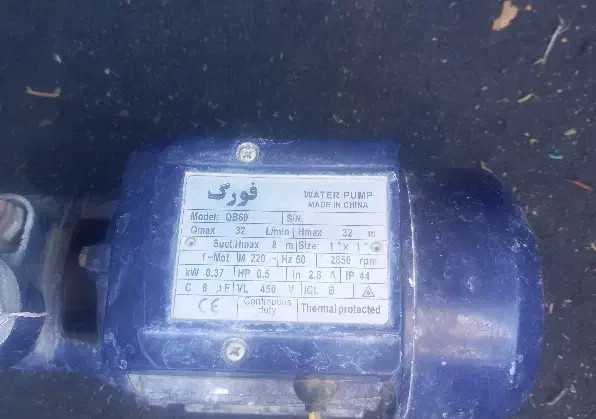 فورگ
WATER PUMP
MADE IN CHINA
Model: QB60 S/N:
Qmax 32 L/min Hmax 32 m
Suct.Hmax 8 m Size: 1"x 1"
1~Mot M 220 ~Hz 50 2850 rpm
kW 0.37 HP 0.5 In 2.8 A IP 44
C 8 µF VL 450 V ICL B
CE Continuous duty Thermal protected